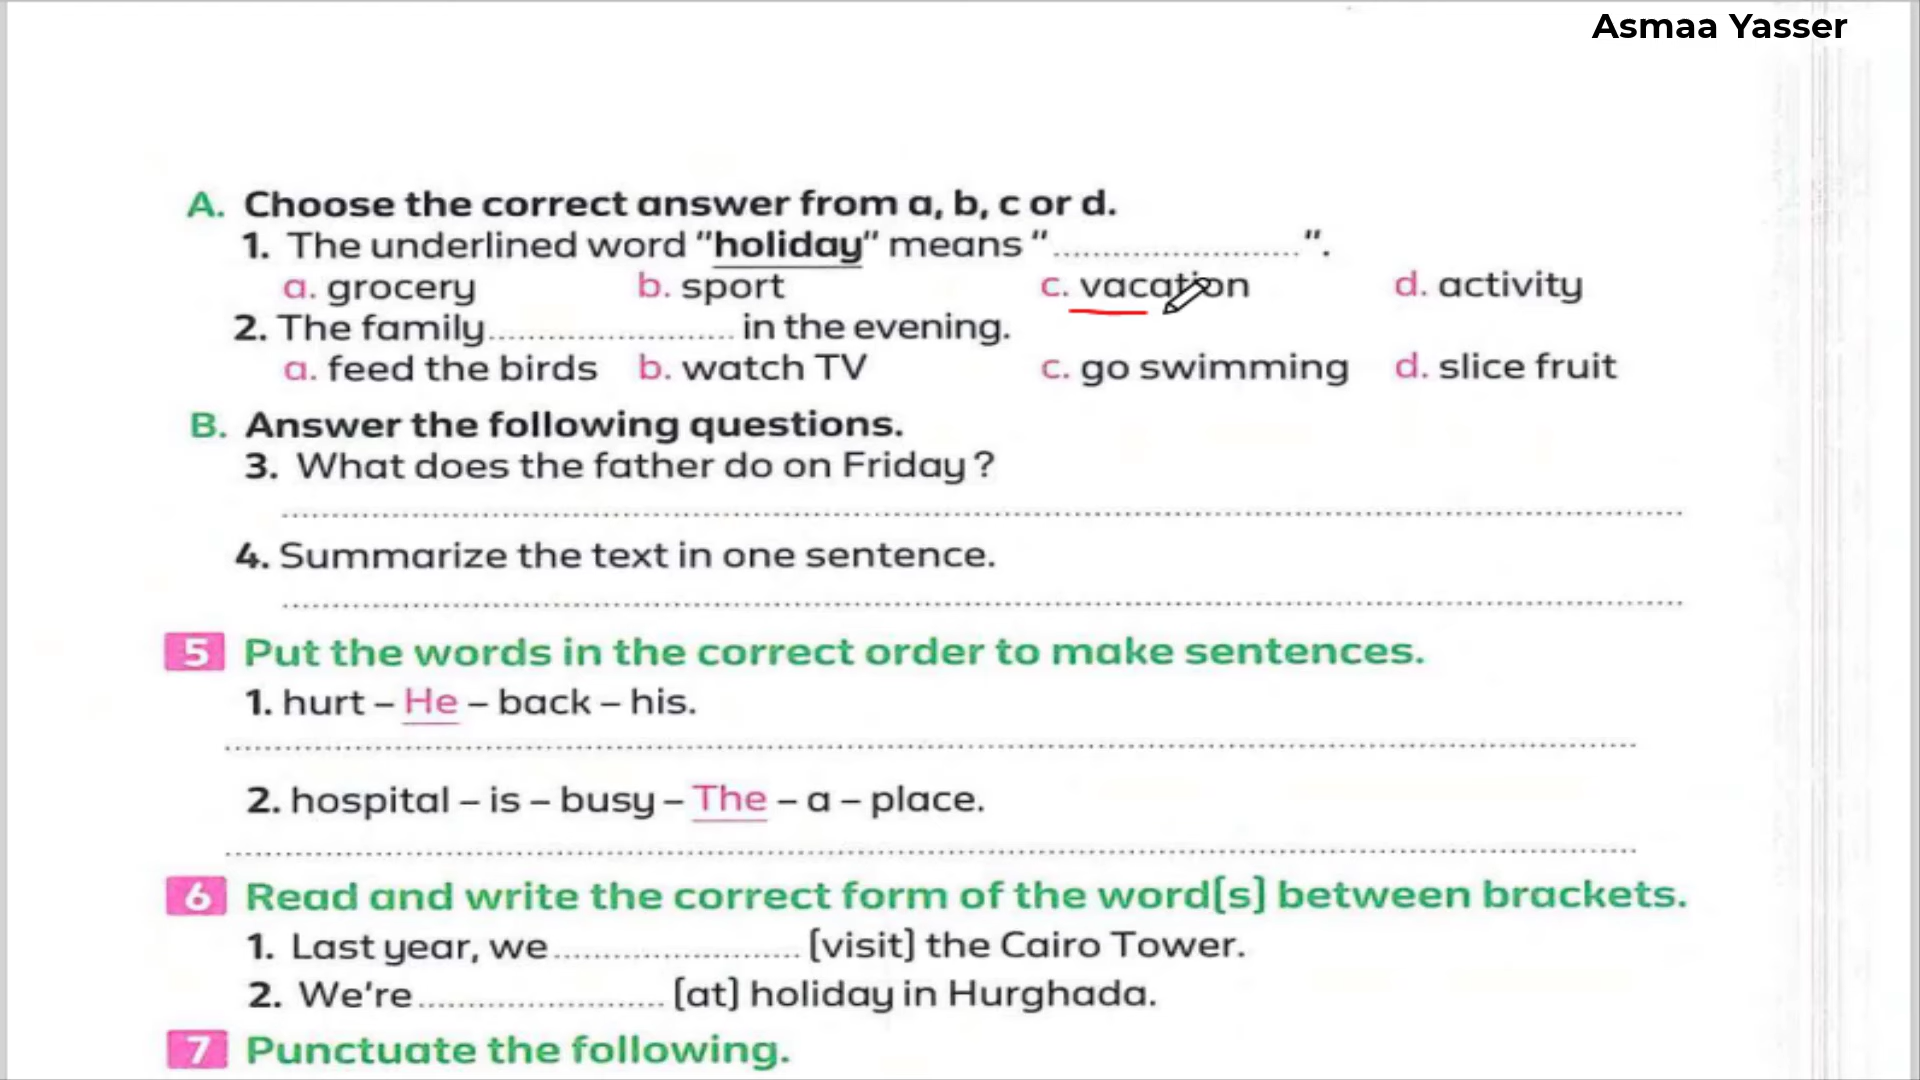 Asmaa Yasser
A. Choose the correct answer from a, b, c or d.
1. The underlined word "holiday" means "........................".
a. grocery b. sport c. vacation d. activity
2. The family........................ in the evening.
a. feed the birds b. watch TV c. go swimming d. slice fruit
B. Answer the following questions.
3. What does the father do on Friday ?
4. Summarize the text in one sentence.
5 Put the words in the correct order to make sentences.
1. hurt – He – back – his.
2. hospital – is – busy – The – a – place.
6 Read and write the correct form of the word[s] between brackets.
1. Last year, we........................ [visit] the Cairo Tower.
2. We're........................ [at] holiday in Hurghada.
7 Punctuate the following.